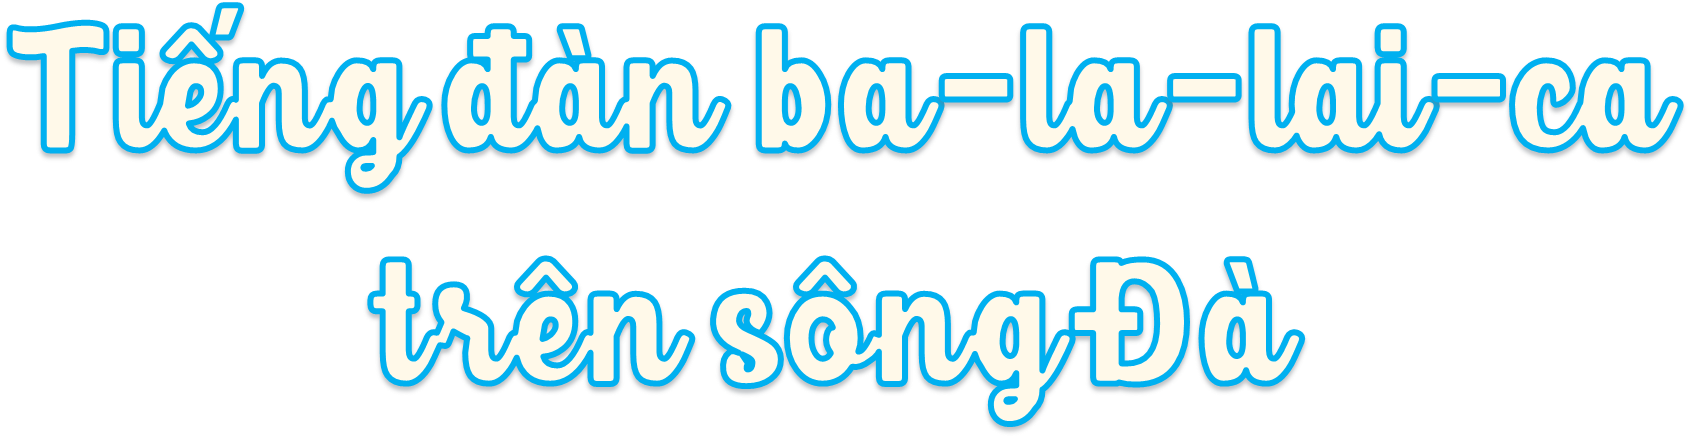 Tiếng đàn ba-la-lai-ca
trên sông Đà